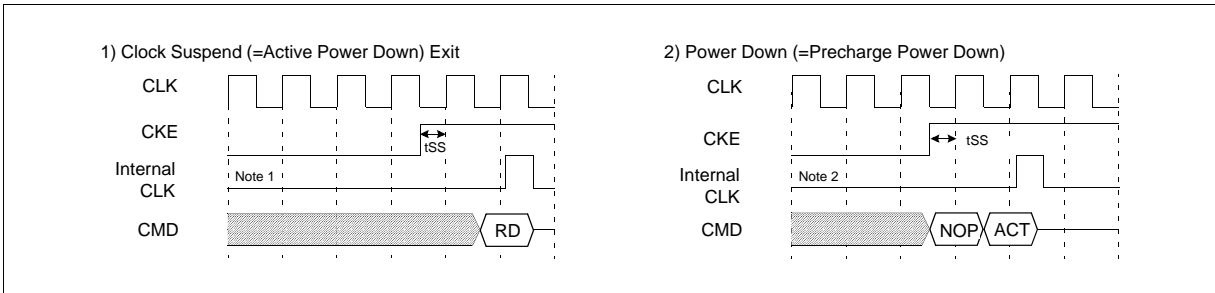 1) Clock Suspend (=Active Power Down) Exit
CLK
CKE
tSS
Internal
CLK
Note 1
CMD
RD
2) Power Down (=Precharge Power Down)
CLK
CKE
tSS
Internal
CLK
Note 2
CMD
NOP
ACT